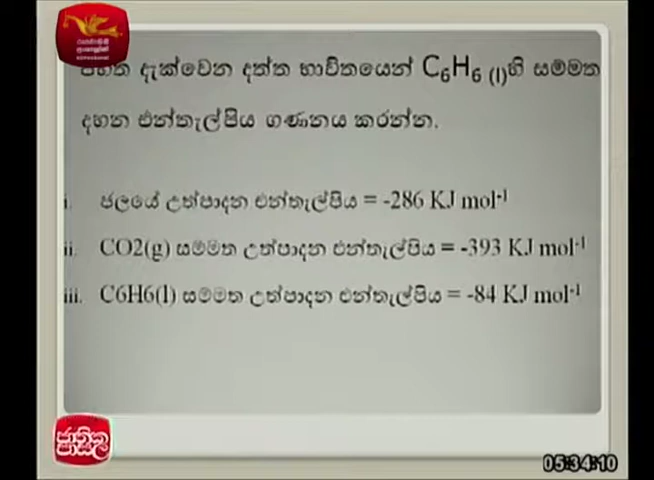 පහත දැක්වෙන දත්ත භාවිතයෙන් C₆H₆ (l)හි සම්මත
දහන එන්තැල්පිය ගණනය කරන්න.
i. ජලයේ උත්පාදන එන්තැල්පිය = -286 KJ mol⁻¹
ii. CO2(g) සම්මත උත්පාදන එන්තැල්පිය = -393 KJ mol⁻¹
iii. C6H6(l) සම්මත උත්පාදන එන්තැල්පිය = -84 KJ mol⁻¹
ජාතික
පාසල
05:34:10